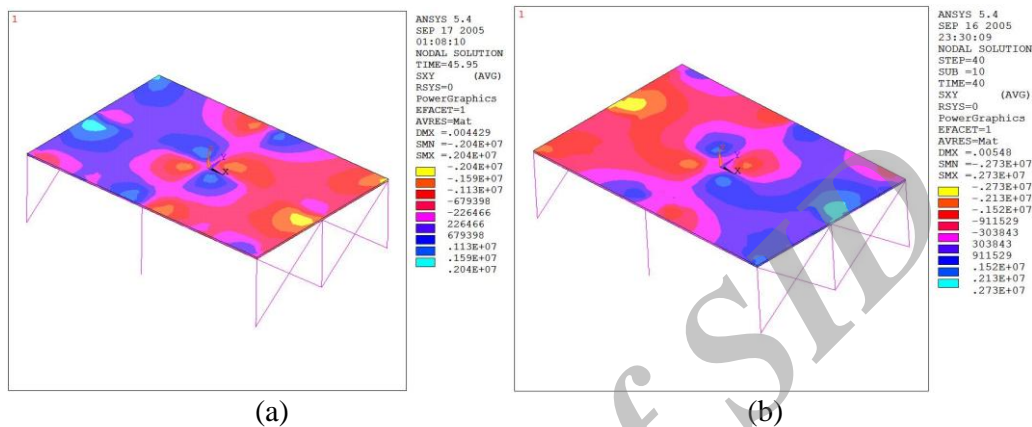 1
ANSYS 5.4
SEP 17 2005
01:08:10
NODAL SOLUTION
TIME=45.95
SXY (AVG)
RSYS=0
PowerGraphics
EFACET=1
AVRES=Mat
DMX =.004429
SMN =-.204E+07
SMX =.204E+07
-.204E+07
-.159E+07
-.113E+07
-679398
-226466
226466
679398
.113E+07
.159E+07
.204E+07
X
(a)
1
ANSYS 5.4
SEP 16 2005
23:30:09
NODAL SOLUTION
STEP=40
SUB =10
TIME=40
SXY (AVG)
RSYS=0
PowerGraphics
EFACET=1
AVRES=Mat
DMX =.00548
SMN =-.273E+07
SMX =.273E+07
-.273E+07
-.213E+07
-.152E+07
-911529
-303843
303843
911529
.152E+07
.213E+07
.273E+07
X
(b)
of SID